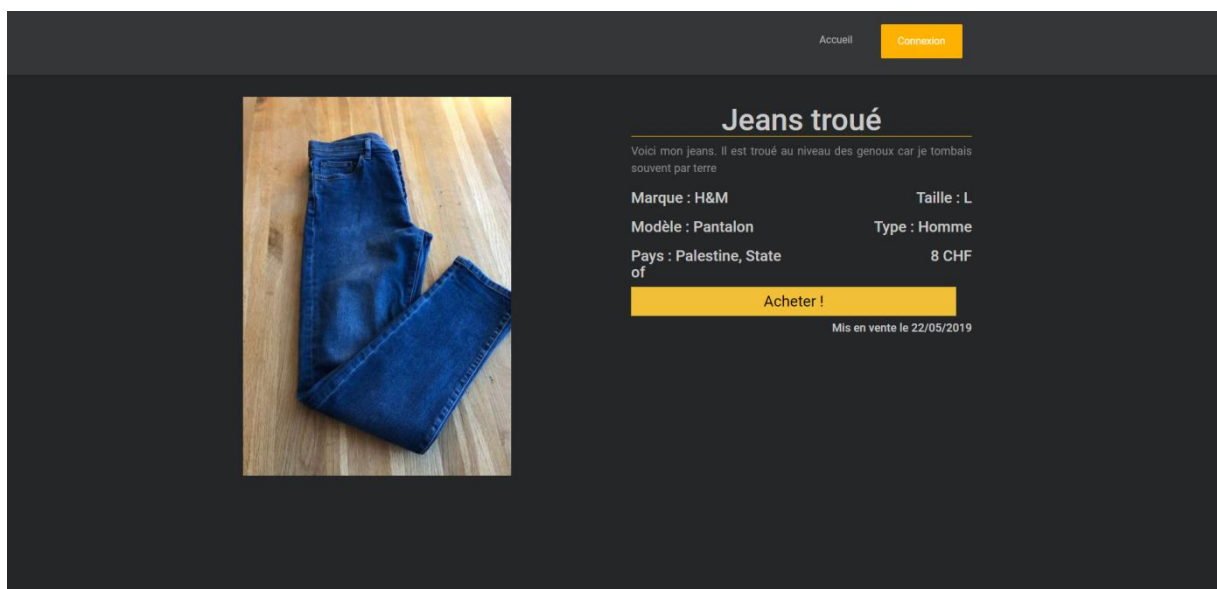 Accueil
Connexion
Jeans troué
Voici mon jeans. Il est troué au niveau des genoux car je tombais
souvent par terre
Marque : H&M
Taille : L
Modèle : Pantalon
Type : Homme
Pays : Palestine, State
of
8 CHF
Acheter !
Mis en vente le 22/05/2019